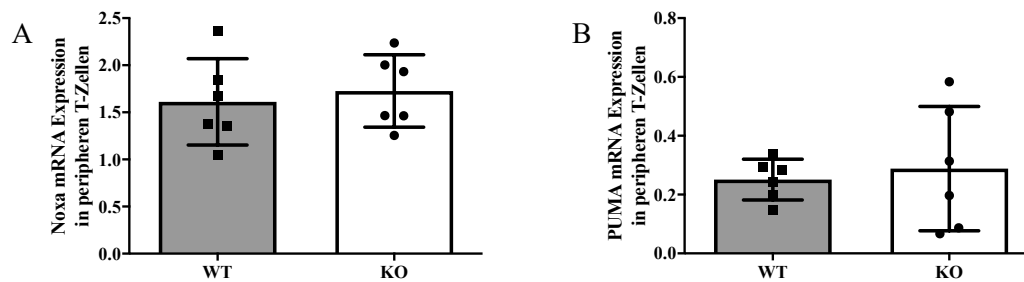 A
Noxa mRNA Expression
in peripheren T-Zellen
2.5
2.0
1.5
1.0
0.5
0.0
WT
KO
B
PUMA mRNA Expression
in peripheren T-Zellen
0.8
0.6
0.4
0.2
0.0
WT
KO